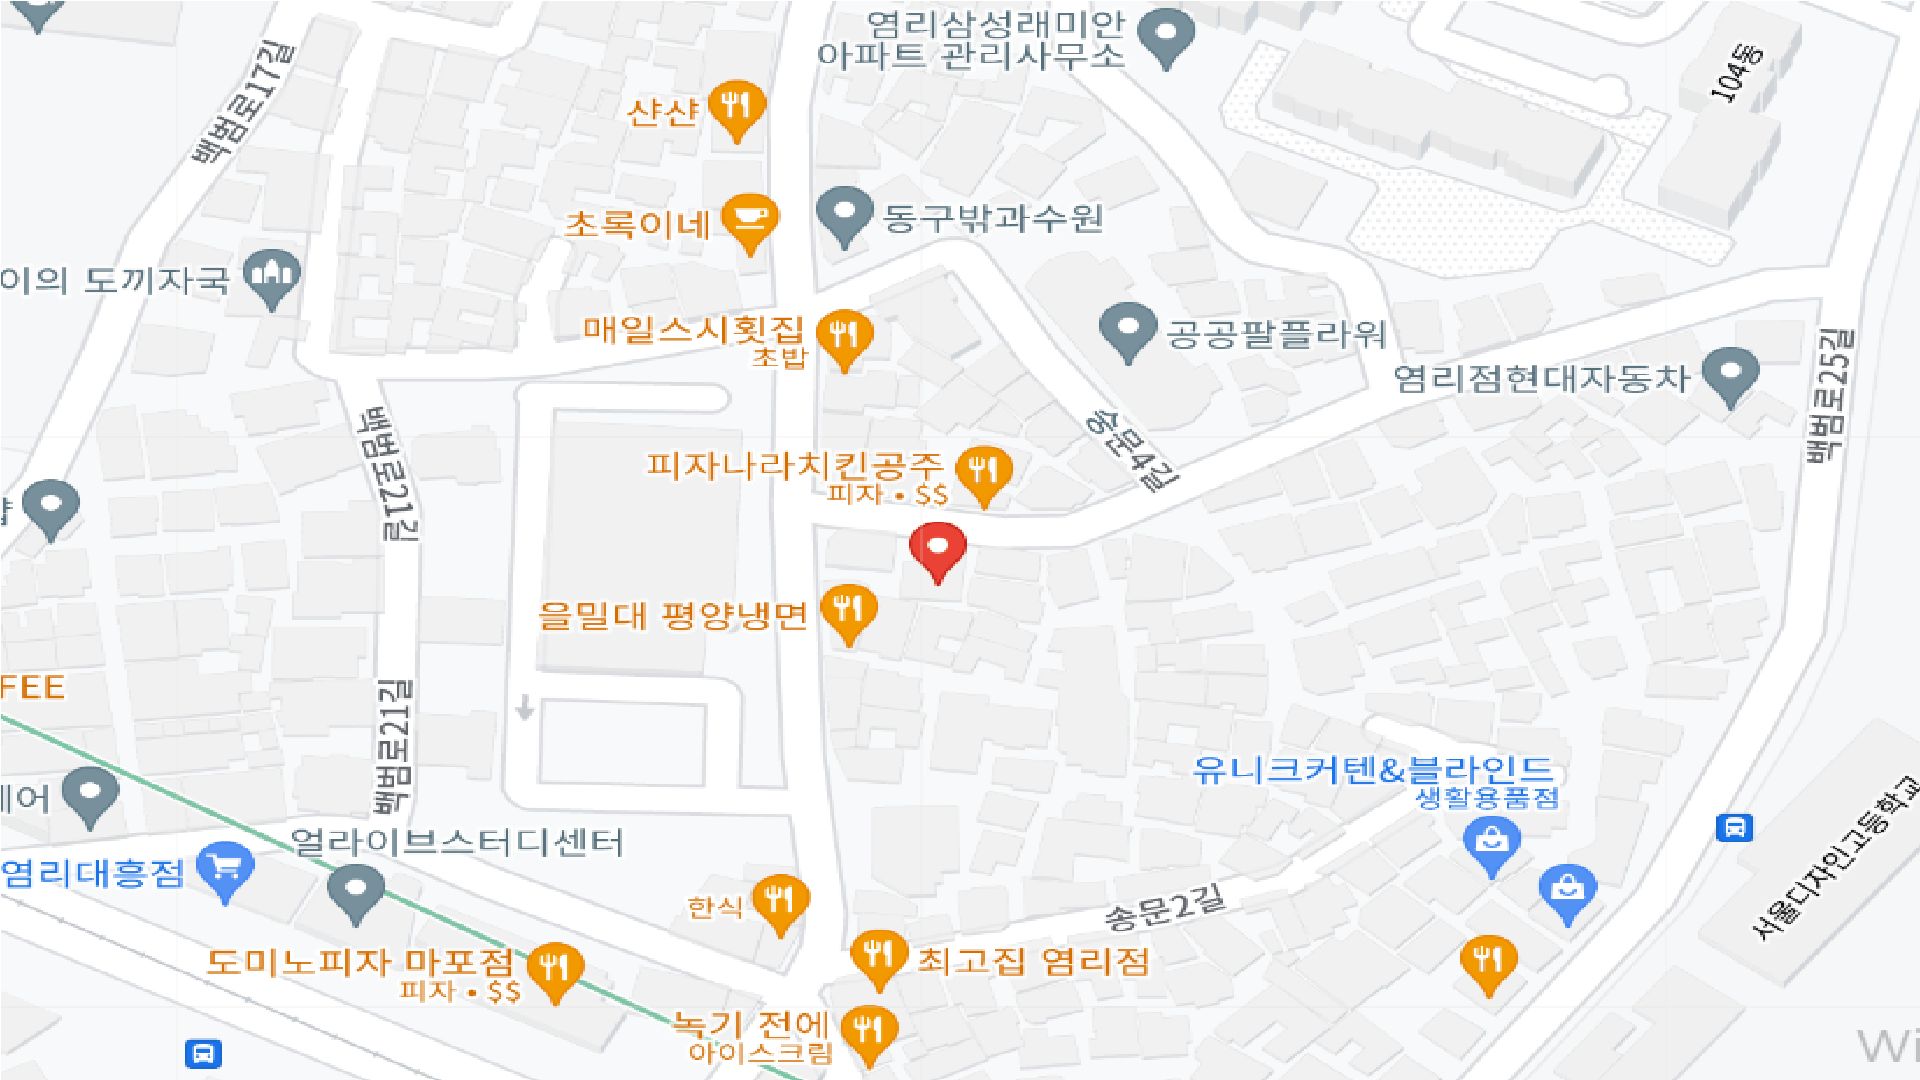 염리삼성래미안
아파트 관리사무소
104동
백범로17길
샨샨
초록이네
동구밖과수원
이의 도끼자국
매일스시횟집
초밥
공공팔플라워
염리점현대자동차
백범로25길
백범로21길
송문4길
피자나라치킨공주
피자 • $$
을밀대 평양냉면
FEE
백범로21길
유니크커텐&블라인드
생활용품점
얼라이브스터디센터
염리대흥점
서울디자인고등학교
한식
송문2길
도미노피자 마포점
피자 • $$
최고집 염리점
녹기 전에
아이스크림
Wi